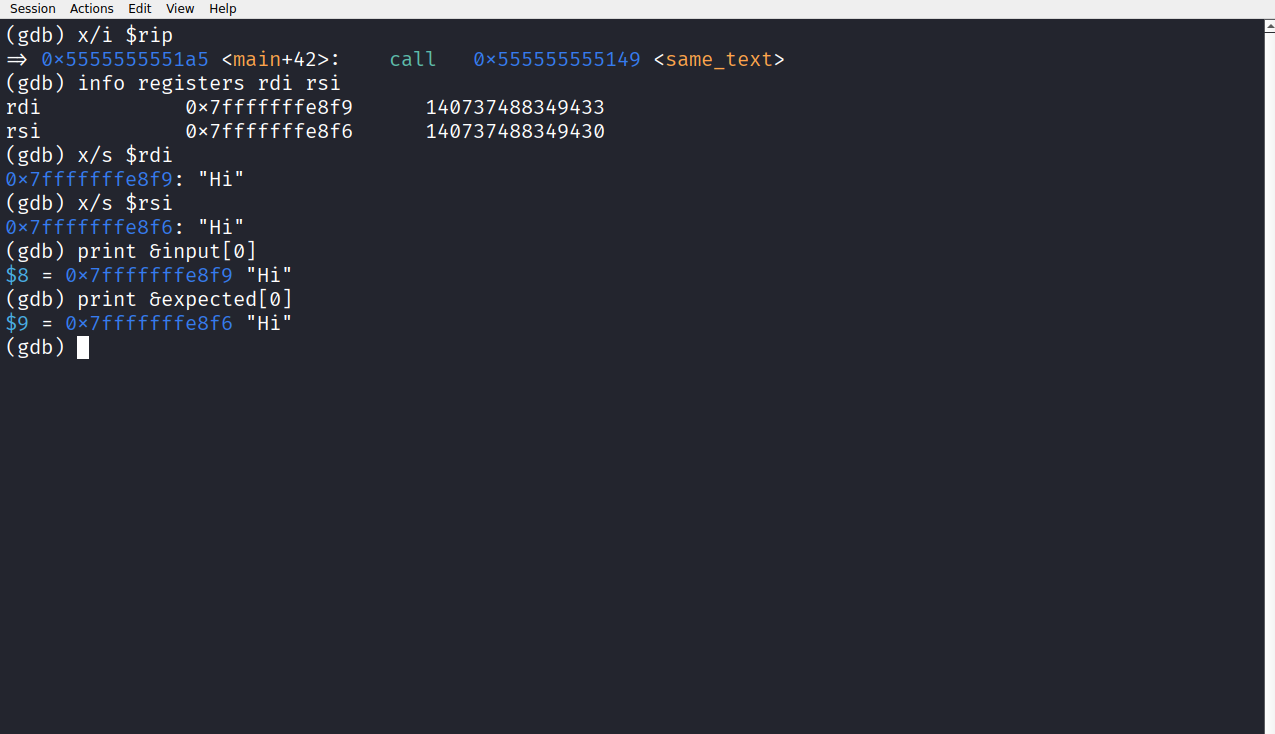 Session Actions Edit View Help
(gdb) x/i $rip
=> 0x5555555551a5 <main+42>: call 0x555555555149 <same_text>
(gdb) info registers rdi rsi
rdi 0x7fffffffe8f9 140737488349433
rsi 0x7fffffffe8f6 140737488349430
(gdb) x/s $rdi
0x7fffffffe8f9: "Hi"
(gdb) x/s $rsi
0x7fffffffe8f6: "Hi"
(gdb) print &input[0]
$8 = 0x7fffffffe8f9 "Hi"
(gdb) print &expected[0]
$9 = 0x7fffffffe8f6 "Hi"
(gdb)